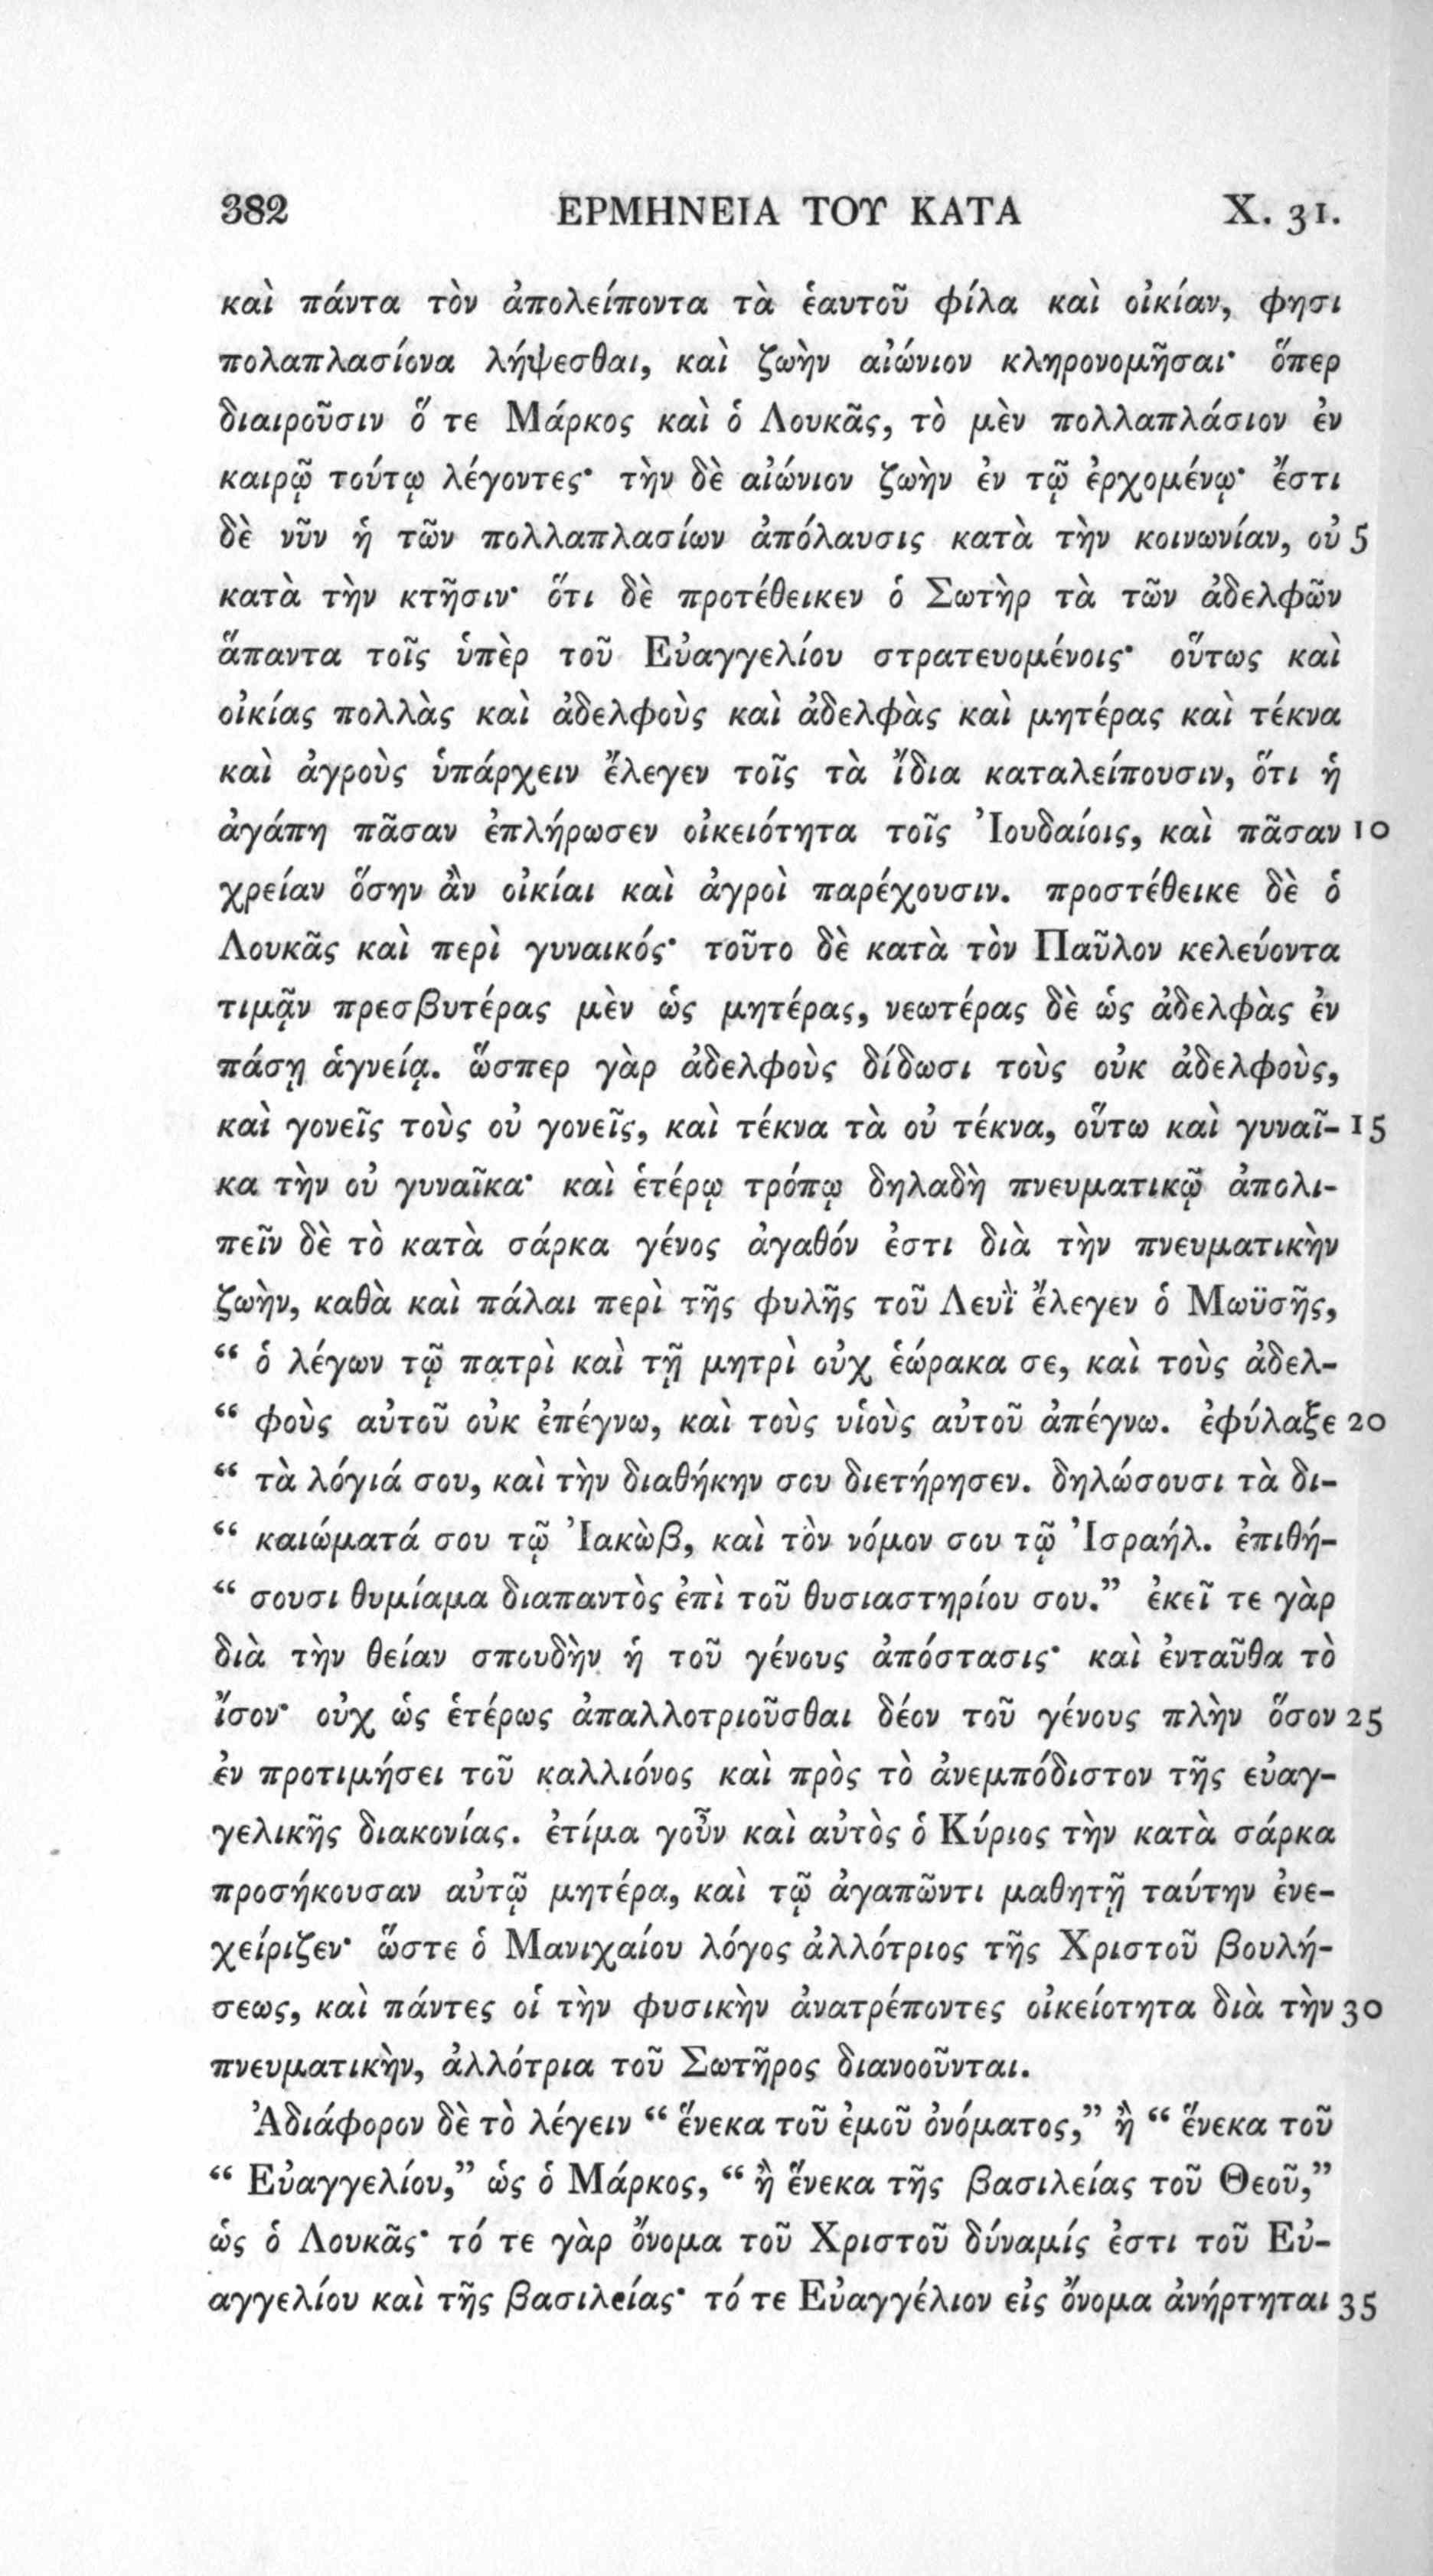 382 ΕΡΜΗΝΕΙΑ ΤΟΥ ΚΑΤΑ X. 31.
καὶ πάντα τὸν ἀπολείποντα τὰ ἑαυτοῦ φίλα καὶ οἰκίαν, φησι
πολαπλασίονα λήψεσθαι, καὶ ζωὴν αἰώνιον κληρονομῆσαι· ὅπερ
διαιροῦσιν ὅ τε Μάρκος καὶ ὁ Λουκᾶς, τὸ μὲν πολλαπλάσιον ἐν
καιρῷ τούτῳ λέγοντες· τὴν δὲ αἰώνιον ζωὴν ἐν τῷ ἐρχομένῳ· ἔστι
δὲ νῦν ἡ τῶν πολλαπλασίων ἀπόλαυσις κατὰ τὴν κοινωνίαν, οὐ 5
κατὰ τὴν κτῆσιν· ὅτι δὲ προτέθεικεν ὁ Σωτὴρ τὰ τῶν ἀδελφῶν
ἅπαντα τοῖς ὑπὲρ τοῦ Εὐαγγελίου στρατευομένοις· οὕτως καὶ
οἰκίας πολλὰς καὶ ἀδελφοὺς καὶ ἀδελφὰς καὶ μητέρας καὶ τέκνα
καὶ ἀγροὺς ὑπάρχειν ἔλεγεν τοῖς τὰ ἴδια καταλείπουσιν, ὅτι ἡ
ἀγάπη πᾶσαν ἐπλήρωσεν οἰκειότητα τοῖς Ἰουδαίοις, καὶ πᾶσαν 10
χρείαν ὅσην ἂν οἰκίαι καὶ ἀγροὶ παρέχουσιν. προστέθεικε δὲ ὁ
Λουκᾶς καὶ περὶ γυναικός· τοῦτο δὲ κατὰ τὸν Παῦλον κελεύοντα
τιμᾷν πρεσβυτέρας μὲν ὡς μητέρας, νεωτέρας δὲ ὡς ἀδελφὰς ἐν
πάσῃ ἁγνείᾳ. ὥσπερ γὰρ ἀδελφοὺς δίδωσι τοὺς οὐκ ἀδελφοὺς,
καὶ γονεῖς τοὺς οὐ γονεῖς, καὶ τέκνα τὰ οὐ τέκνα, οὕτω καὶ γυναῖ- 15
κα τὴν οὐ γυναῖκα· καὶ ἑτέρῳ τρόπῳ δηλαδὴ πνευματικῷ ἀπολι-
πεῖν δὲ τὸ κατὰ σάρκα γένος ἀγαθόν ἐστι διὰ τὴν πνευματικὴν
ζωὴν, καθὰ καὶ πάλαι περὶ τῆς φυλῆς τοῦ Λευῒ ἔλεγεν ὁ Μωϋσῆς,
“ ὁ λέγων τῷ πατρὶ καὶ τῇ μητρὶ οὐχ ἑώρακα σε, καὶ τοὺς ἀδελ-
“ φοὺς αὐτοῦ οὐκ ἐπέγνω, καὶ τοὺς υἱοὺς αὐτοῦ ἀπέγνω. ἐφύλαξε 20
“ τὰ λόγιά σου, καὶ τὴν διαθήκην σου διετήρησεν. δηλώσουσι τὰ δι-
“ καιώματά σου τῷ Ἰακὼβ, καὶ τὸν νόμον σου τῷ Ἰσραήλ. ἐπιθή-
“ σουσι θυμίαμα διαπαντὸς ἐπὶ τοῦ θυσιαστηρίου σου.” ἐκεῖ τε γὰρ
διὰ τὴν θείαν σπουδὴν ἡ τοῦ γένους ἀπόστασις· καὶ ἐνταῦθα τὸ
ἴσον· οὐχ ὡς ἑτέρως ἀπαλλοτριοῦσθαι δέον τοῦ γένους πλὴν ὅσον 25
ἐν προτιμήσει τοῦ καλλιόνος καὶ πρὸς τὸ ἀνεμπόδιστον τῆς εὐαγ-
γελικῆς διακονίας. ἐτίμα γοῦν καὶ αὐτὸς ὁ Κύριος τὴν κατὰ σάρκα
προσήκουσαν αὐτῷ μητέρα, καὶ τῷ ἀγαπῶντι μαθητῇ ταύτην ἐνε-
χείριζεν· ὥστε ὁ Μανιχαίου λόγος ἀλλότριος τῆς Χριστοῦ βουλή-
σεως, καὶ πάντες οἱ τὴν φυσικὴν ἀνατρέποντες οἰκείοτητα διὰ τὴν 30
πνευματικὴν, ἀλλότρια τοῦ Σωτῆρος διανοοῦνται.
Ἀδιάφορον δὲ τὸ λέγειν “ ἕνεκα τοῦ ἐμοῦ ὀνόματος,” ἢ “ ἕνεκα τοῦ
“ Εὐαγγελίου,” ὡς ὁ Μάρκος, “ ἢ ἕνεκα τῆς βασιλείας τοῦ Θεοῦ,”
ὡς ὁ Λουκᾶς· τό τε γὰρ ὄνομα τοῦ Χριστοῦ δύναμίς ἐστι τοῦ Εὐ-
αγγελίου καὶ τῆς βασιλείας· τό τε Εὐαγγέλιον εἰς ὄνομα ἀνήρτηται 35